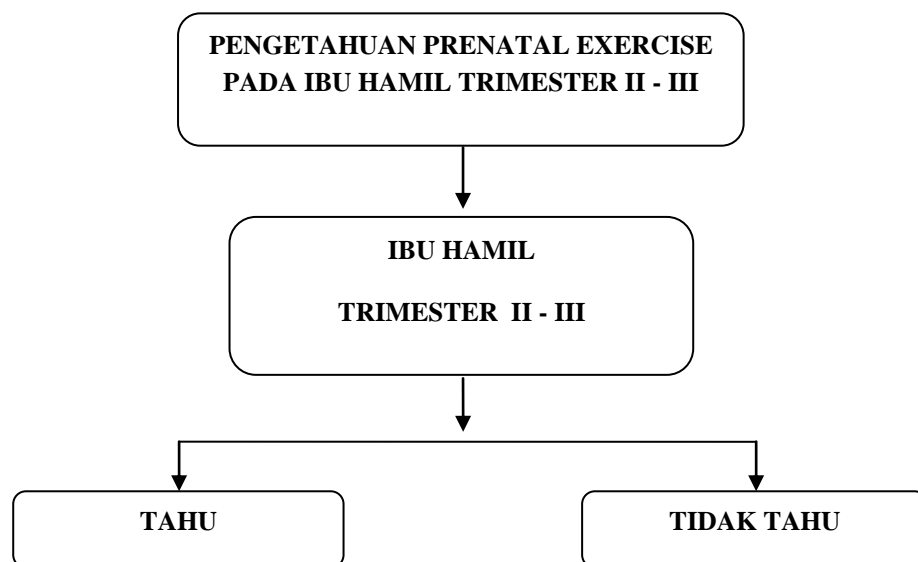 PENGETAHUAN PRENATAL EXERCISE
PADA IBU HAMIL TRIMESTER II - III
IBU HAMIL
TRIMESTER II - III
TAHU
TIDAK TAHU